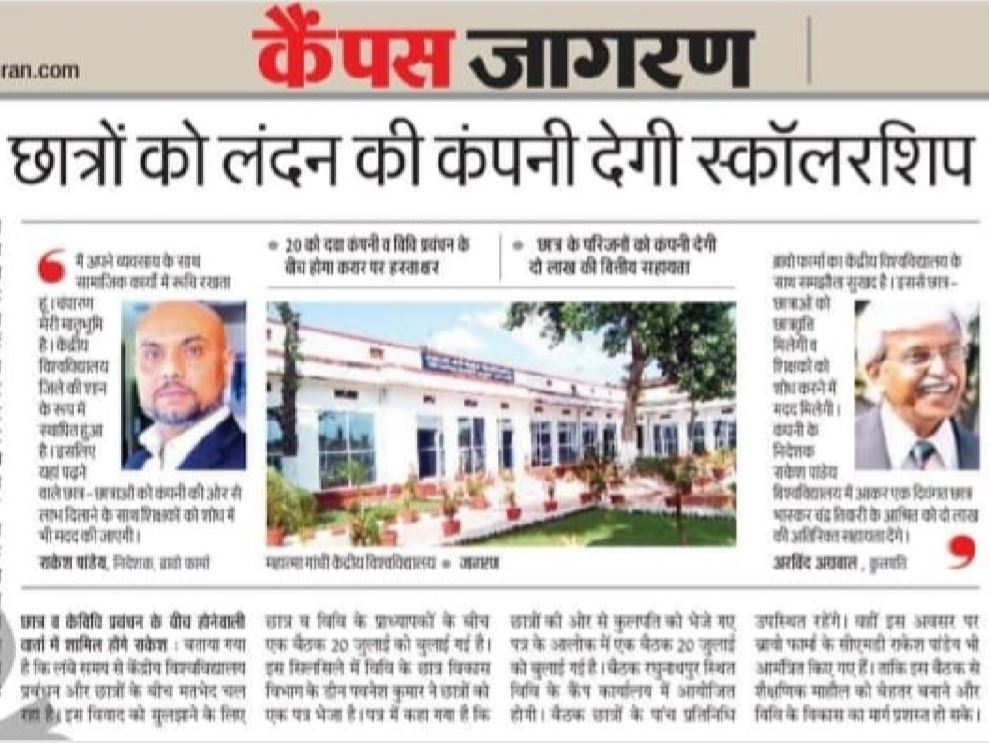 ran.com
कैंपस जागरण
छात्रों को लंदन की कंपनी देगी स्कॉलरशिप
20 को दवा कंपनी व विवि प्रबंधन के
बीच होगा करार पर हस्ताक्षर
छात्र के परिजनों को कंपनी देगी
दो लाख की वित्तीय सहायता
मैं अपने व्यवसाय के साथ
सामाजिक कार्यों में रूचि रखता
हूं। चंपारण
मेरी मातृभूमि
है। केंद्रीय
विश्वविद्यालय
जिले की शान
के रूप में
स्थापित हुआ
है। इसलिए
यहां पढ़ने
वाले छात्र-छात्राओं को कंपनी की ओर से
लाभ दिलाने के साथ शिक्षकों को शोध में
भी मदद की जाएगी।
राकेश पांडेय, निदेशक, ब्रावो फार्मा
महात्मा गांधी केंद्रीय विश्वविद्यालय ● जागरण
ब्रावो फार्मा का केंद्रीय विश्वविद्यालय के
साथ समझौता सुखद है। इससे छात्र-
छात्राओं को
छात्रवृति
मिलेगी व
शिक्षकों को
शोध करने में
मदद मिलेगी।
कंपनी के
निदेशक
राकेश पांडेय
विश्वविद्यालय में आकर एक दिवंगत छात्र
भास्कर चंद्र तिवारी के आश्रित को दो लाख
की अतिरिक्त सहायता देंगे।
अरविंद अग्रवाल, कुलपति
छात्र व केविवि प्रबंधन के बीच होनेवाली
वार्ता में शामिल होंगे राकेश : बताया गया
है कि लंबे समय से केंद्रीय विश्वविद्यालय
प्रबंधन और छात्रों के बीच मतभेद चल
रहा है। इस विवाद को सुलझाने के लिए
छात्र व विवि के प्राध्यापकों के बीच
एक बैठक 20 जुलाई को बुलाई गई है।
इस सिलसिले में विवि के छात्र विकास
विभाग के डीन पवनेश कुमार ने छात्रों को
एक पत्र भेजा है। पत्र में कहा गया है कि
छात्रों की ओर से कुलपति को भेजे गए
पत्र के आलोक में एक बैठक 20 जुलाई
को बुलाई गई है। बैठक रघुनाथपुर स्थित
विवि के कैंप कार्यालय में आयोजित
होगी। बैठक छात्रों के पांच प्रतिनिधि
उपस्थित रहेंगे। वहीं इस अवसर पर
ब्रावो फार्म के सीएमडी राकेश पांडेय भी
आमंत्रित किए गए हैं। ताकि इस बैठक से
शैक्षणिक माहौल को बेहतर बनाने और
विवि के विकास का मार्ग प्रशस्त हो सके।